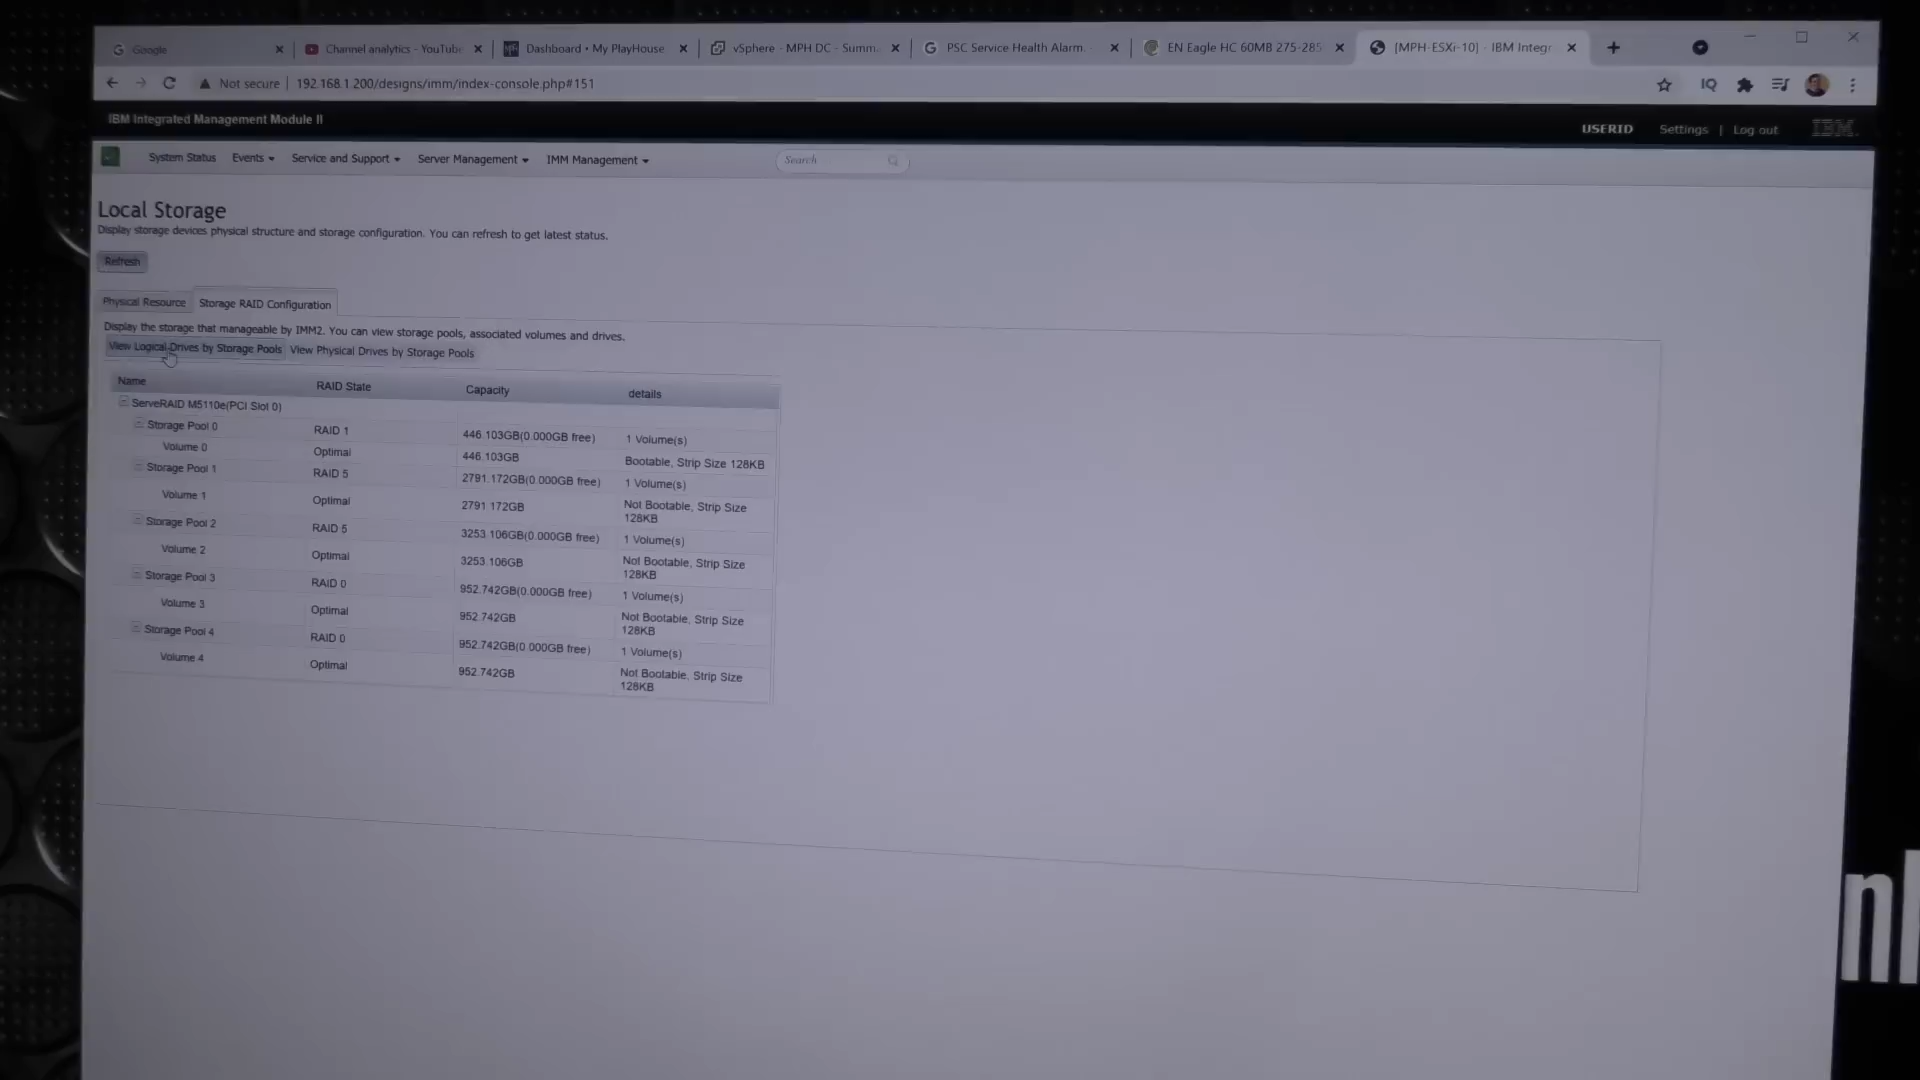 Google
Channel analytics - YouTube
Dashboard • My PlayHouse
vSphere - MPH DC - Summ
PSC Service Health Alarm.
EN Eagle HC 60MB 275-285
[MPH-ESXi-10] - IBM Integr
Not secure | 192.168.1.200/designs/imm/index-console.php#151
IQ
IBM Integrated Management Module II
USERID Settings | Log out IBM.
System Status Events Service and Support Server Management IMM Management Search
Local Storage
Display storage devices physical structure and storage configuration. You can refresh to get latest status.
Refresh
Physical Resource Storage RAID Configuration
Display the storage that manageable by IMM2. You can view storage pools, associated volumes and drives.
View Logical Drives by Storage Pools View Physical Drives by Storage Pools
Name RAID State Capacity details
ServeRAID M5110e(PCI Slot 0)
Storage Pool 0 RAID 1 446.103GB(0.000GB free) 1 Volume(s)
Volume 0 Optimal 446.103GB Bootable, Strip Size 128KB
Storage Pool 1 RAID 5 2791.172GB(0.000GB free) 1 Volume(s)
Volume 1 Optimal 2791.172GB Not Bootable, Strip Size
128KB
Storage Pool 2 RAID 5 3253.106GB(0.000GB free) 1 Volume(s)
Volume 2 Optimal 3253.106GB Not Bootable, Strip Size
128KB
Storage Pool 3 RAID 0 952.742GB(0.000GB free) 1 Volume(s)
Volume 3 Optimal 952.742GB Not Bootable, Strip Size
128KB
Storage Pool 4 RAID 0 952.742GB(0.000GB free) 1 Volume(s)
Volume 4 Optimal 952.742GB Not Bootable, Strip Size
128KB